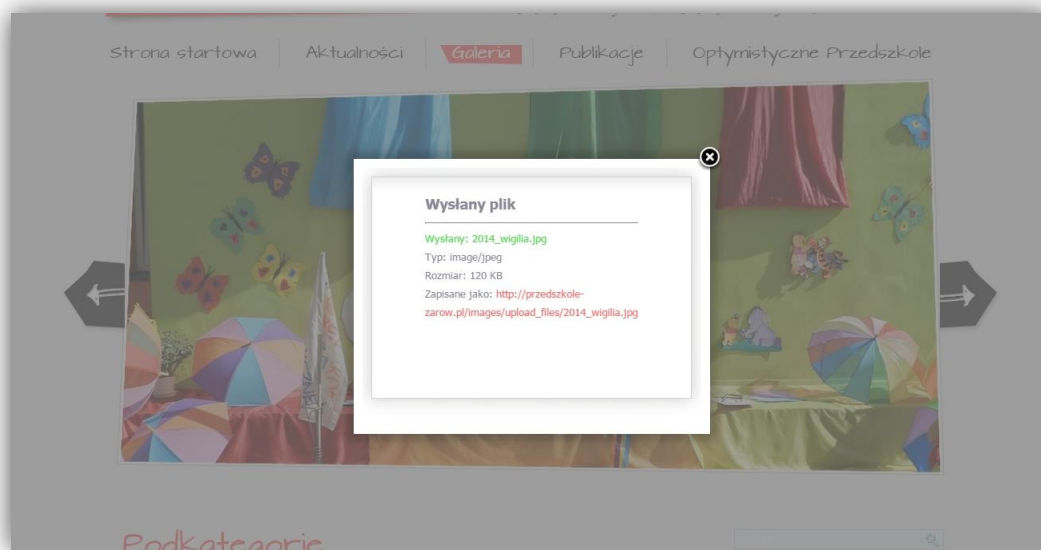 Strona startowa Aktualności Galeria Publikacje Optymistyczne Przedszkole
Wysłany plik
Wysłany: 2014_wigilia.jpg
Typ: image/jpeg
Rozmiar: 120 KB
Zapisane jako: http://przedszkole-
zarow.pl/images/upload_files/2014_wigilia.jpg
Podkategorie